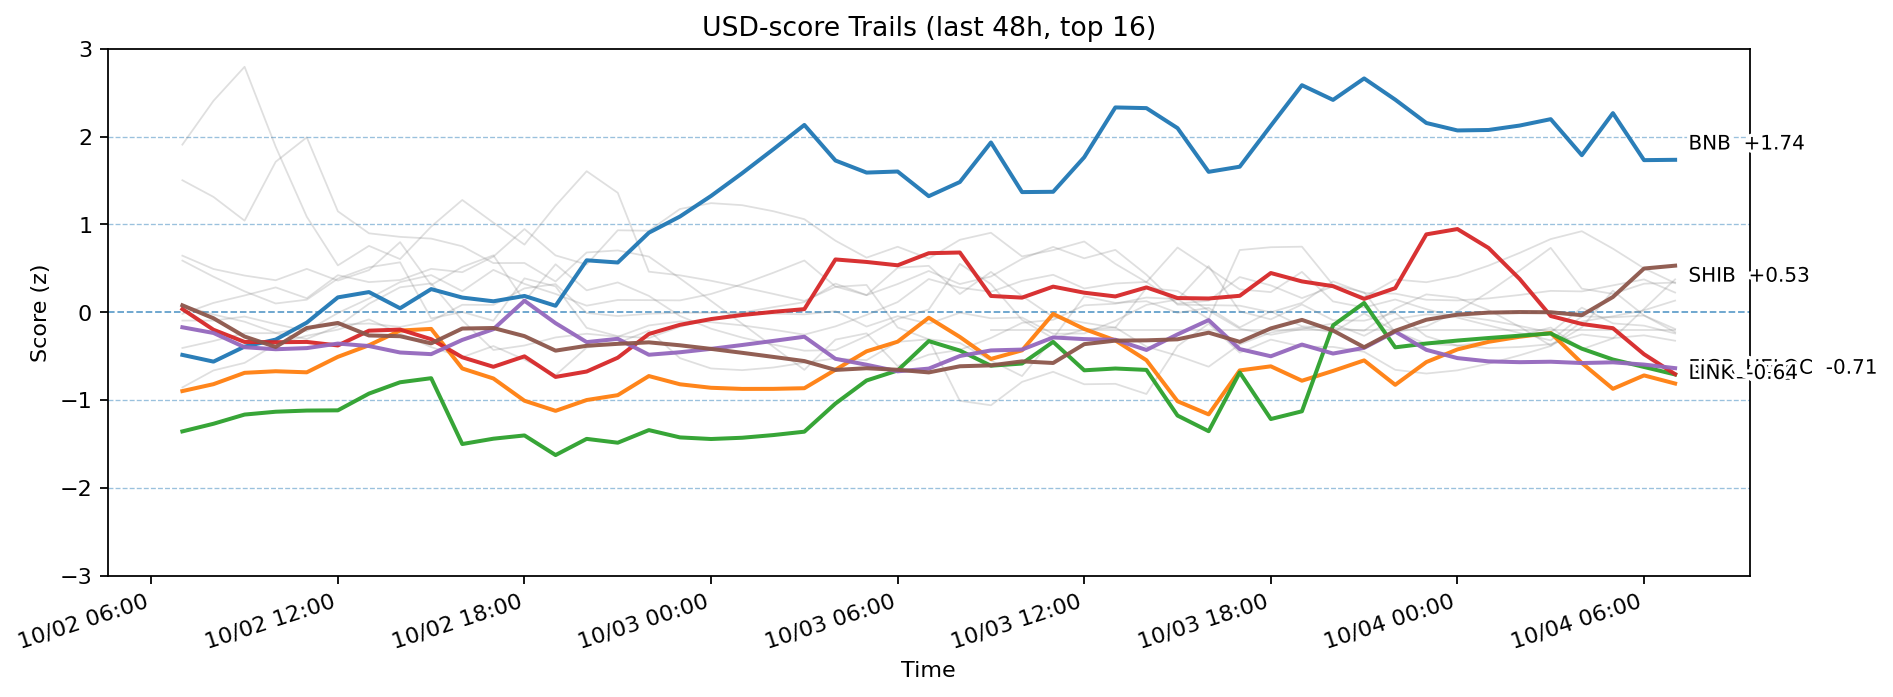 USD-score Trails (last 48h, top 16)
Score (z)
3
2
1
0
−1
−2
−3
BNB +1.74
SHIB +0.53
LINK -0.64
-0.71
10/02 06:00
10/02 12:00
10/02 18:00
10/03 00:00
10/03 06:00
10/03 12:00
10/03 18:00
10/04 00:00
10/04 06:00
Time